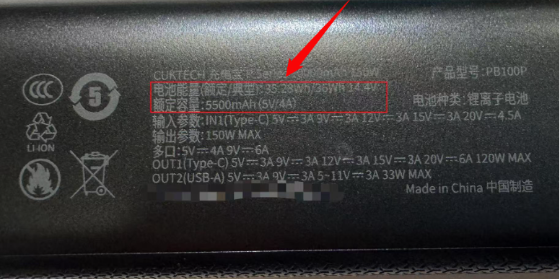 CUKTECH
产品型号: PB100P
电池能量(额定/典型): 35.28Wh/36Wh 14.4V
额定容量: 5500mAh (5V/4A)
电池种类: 锂离子电池
输入参数: IN1(Type-C) 5V⎓3A 9V⎓3A 12V⎓3A 15V⎓3A 20V⎓4.5A
输出参数: 150W MAX
多口: 5V⎓4A 9V⎓6A
OUT1(Type-C) 5V⎓3A 9V⎓3A 12V⎓3A 15V⎓3A 20V⎓6A 120W MAX
OUT2(USB-A) 5V⎓3A 9V⎓3A 5~11V⎓3A 33W MAX
Made in China 中国制造
CCC
5
LI-ION